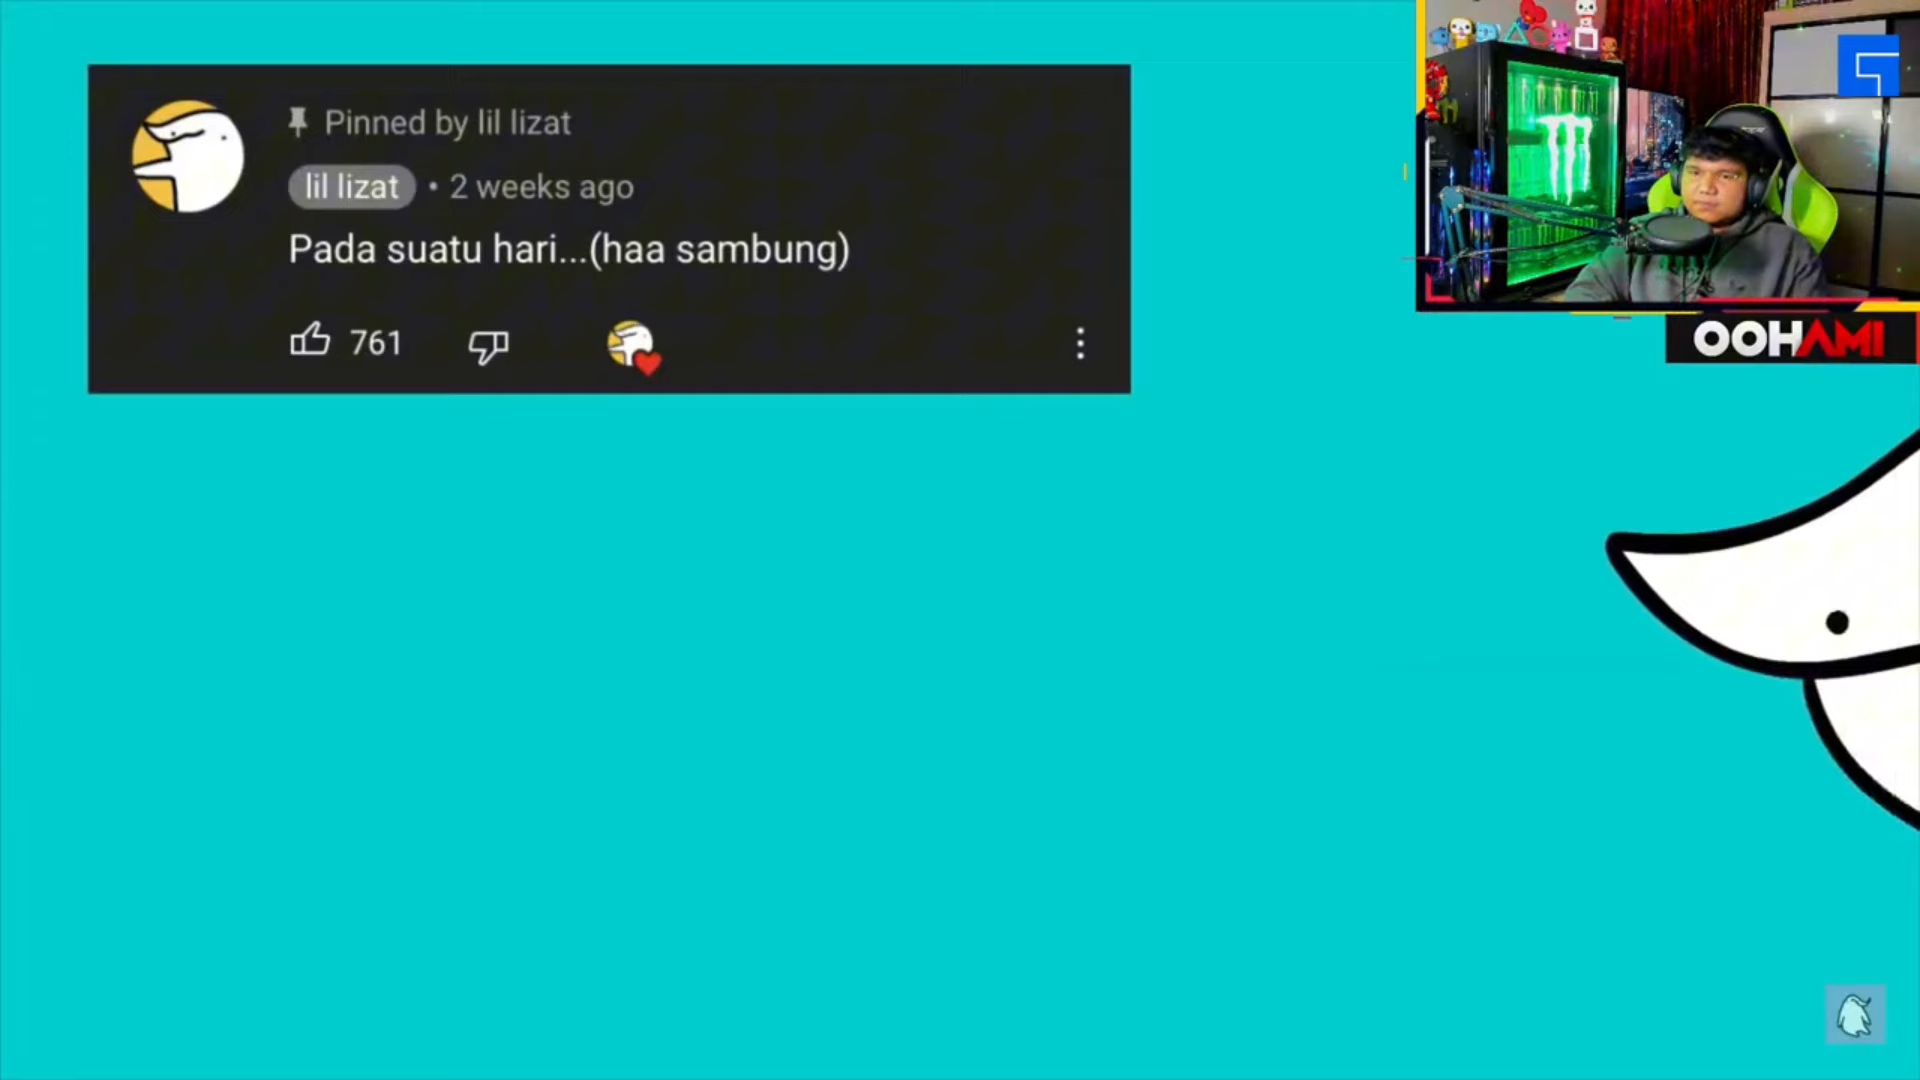 Pinned by lil lizat
lil lizat • 2 weeks ago
Pada suatu hari...(haa sambung)
761
OOHAMI